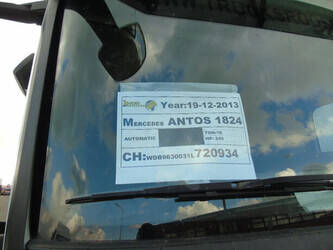 Year:19-12-2013
MERCEDES ANTOS 1824
AUTOMATIC
CH:WDB9630031L720934